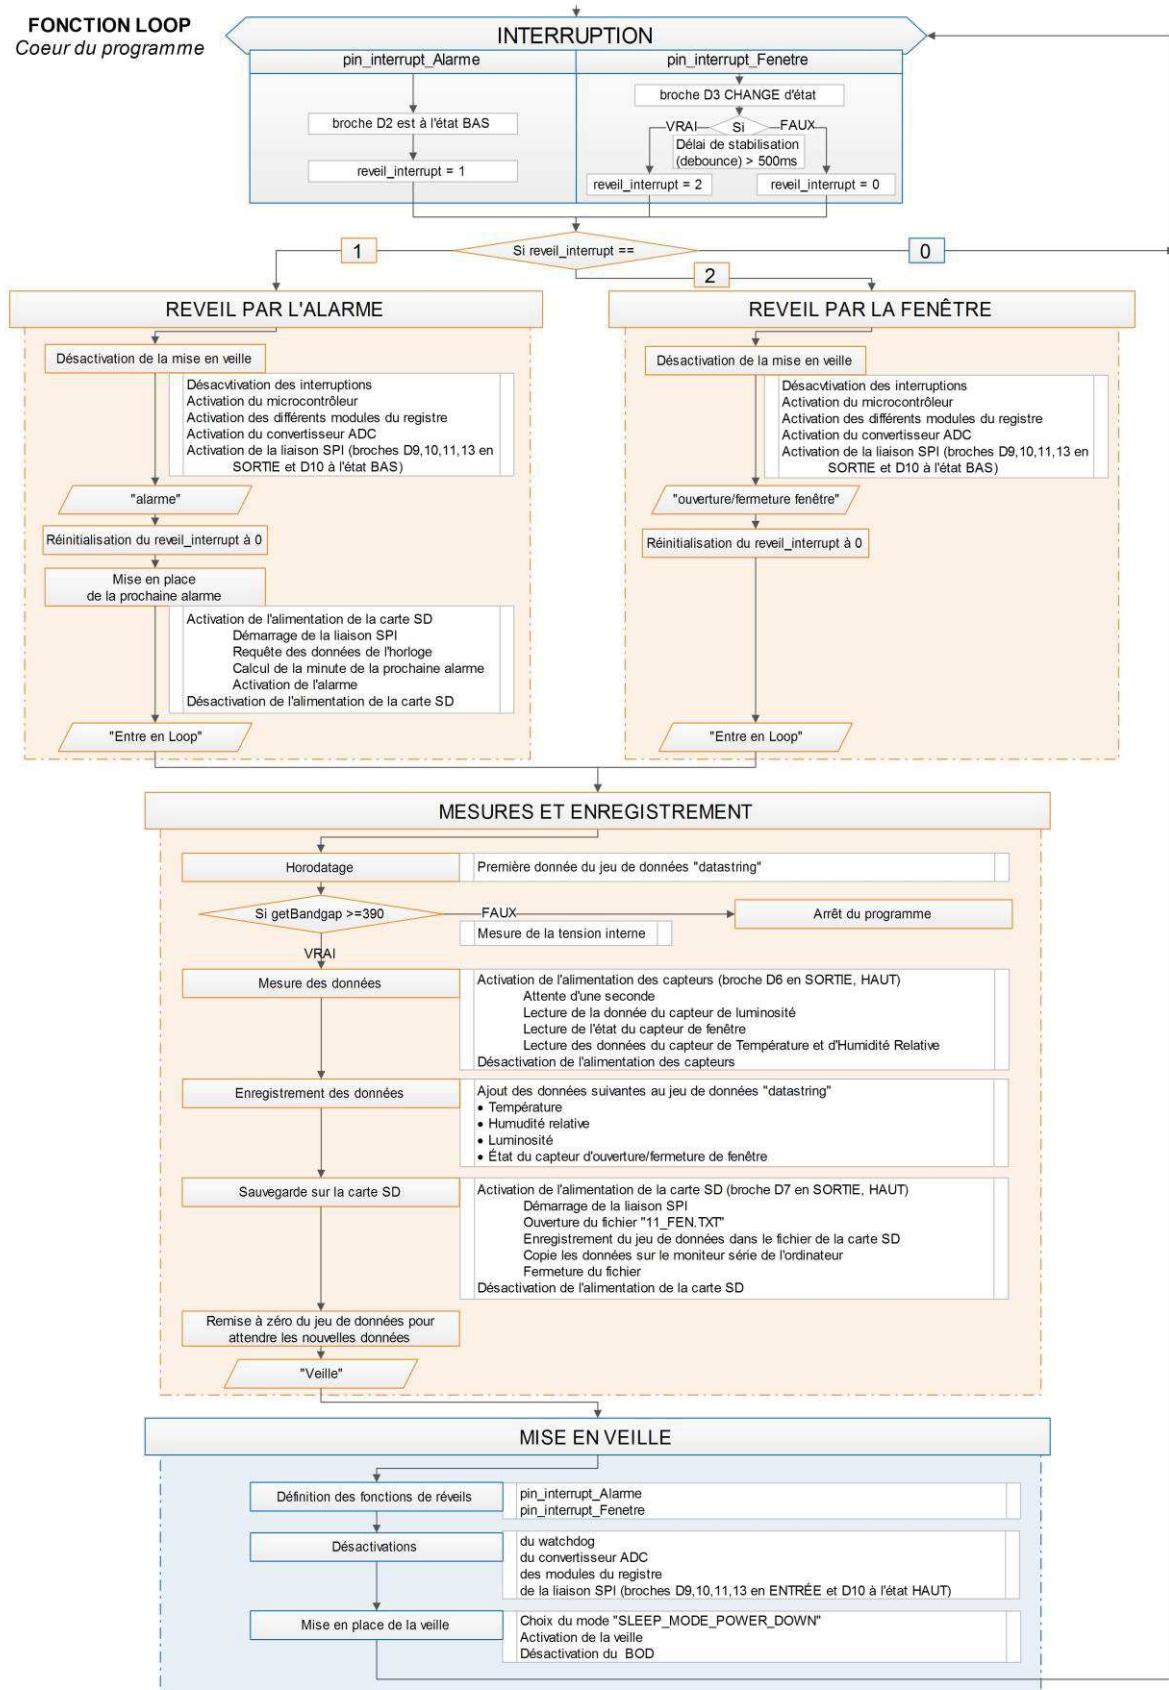 FONCTION LOOP
Coeur du programme
INTERRUPTION
pin_interrupt_Alarme
broche D2 est à l'état BAS
reveil_interrupt = 1
pin_interrupt_Fenetre
broche D3 CHANGE d'état
VRAI
Si
FAUX
Délai de stabilisation
(debounce) > 500ms
reveil_interrupt = 2
reveil_interrupt = 0
Si reveil_interrupt ==
1
0
2
REVEIL PAR L'ALARME
Désactivation de la mise en veille
Désacvtivation des interruptions
Activation du microcontrôleur
Activation des différents modules du registre
Activation du convertisseur ADC
Activation de la liaison SPI (broches D9,10,11,13 en
SORTIE et D10 à l'état BAS)
"alarme"
Réinitialisation du reveil_interrupt à 0
Mise en place
de la prochaine alarme
Activation de l'alimentation de la carte SD
Démarrage de la liaison SPI
Requête des données de l'horloge
Calcul de la minute de la prochaine alarme
Activation de l'alarme
Désactivation de l'alimentation de la carte SD
"Entre en Loop"
REVEIL PAR LA FENÊTRE
Désactivation de la mise en veille
Désacvtivation des interruptions
Activation du microcontrôleur
Activation des différents modules du registre
Activation du convertisseur ADC
Activation de la liaison SPI (broches D9,10,11,13 en
SORTIE et D10 à l'état BAS)
"ouverture/fermeture fenêtre"
Réinitialisation du reveil_interrupt à 0
"Entre en Loop"
MESURES ET ENREGISTREMENT
Horodatage
Première donnée du jeu de données "datastring"
Si getBandgap >=390
FAUX
Arrêt du programme
Mesure de la tension interne
VRAI
Mesure des données
Activation de l'alimentation des capteurs (broche D6 en SORTIE, HAUT)
Attente d'une seconde
Lecture de la donnée du capteur de luminosité
Lecture de l'état du capteur de fenêtre
Lecture des données du capteur de Température et d'Humidité Relative
Désactivation de l'alimentation des capteurs
Enregistrement des données
Ajout des données suivantes au jeu de données "datastring"
• Température
• Humudité relative
• Luminosité
• État du capteur d'ouverture/fermeture de fenêtre
Sauvegarde sur la carte SD
Activation de l'alimentation de la carte SD (broche D7 en SORTIE, HAUT)
Démarrage de la liaison SPI
Ouverture du fichier "11_FEN.TXT"
Enregistrement du jeu de données dans le fichier de la carte SD
Copie les données sur le moniteur série de l'ordinateur
Fermeture du fichier
Désactivation de l'alimentation de la carte SD
Remise à zéro du jeu de données pour
attendre les nouvelles données
"Veille"
MISE EN VEILLE
Définition des fonctions de réveils
pin_interrupt_Alarme
pin_interrupt_Fenetre
Désactivations
du watchdog
du convertisseur ADC
des modules du registre
de la liaison SPI (broches D9,10,11,13 en ENTRÉE et D10 à l'état HAUT)
Mise en place de la veille
Choix du mode "SLEEP_MODE_POWER_DOWN"
Activation de la veille
Désactivation du BOD